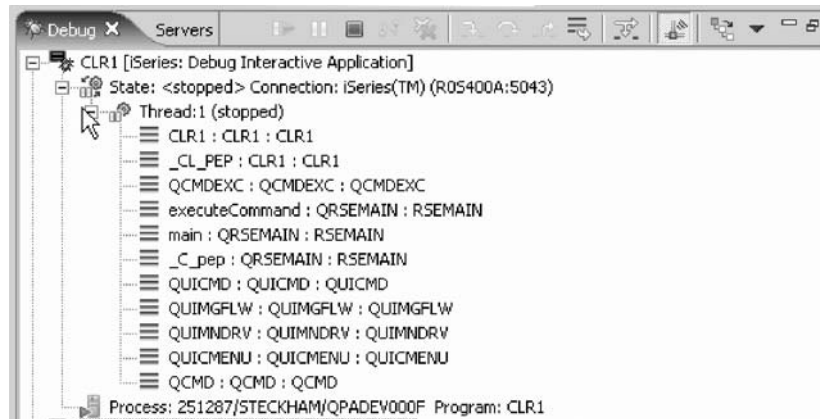 Debug Servers
CLR1 [iSeries: Debug Interactive Application]
State: <stopped> Connection: iSeries(TM) (R05400A:5043)
Thread:1 (stopped)
CLR1 : CLR1 : CLR1
_CL_PEP : CLR1 : CLR1
QCMDEXC : QCMDEXC : QCMDEXC
executeCommand : QRSEMAIN : RSEMAIN
main : QRSEMAIN : RSEMAIN
_C_pep : QRSEMAIN : RSEMAIN
QUICMD : QUICMD : QUICMD
QUIMGFLW : QUIMGFLW : QUIMGFLW
QUIMNDRV : QUIMNDRV : QUIMNDRV
QUICMENU : QUICMENU : QUICMENU
QCMD : QCMD : QCMD
Process: 251287/STECKHAM/QPADEV000F Program: CLR1